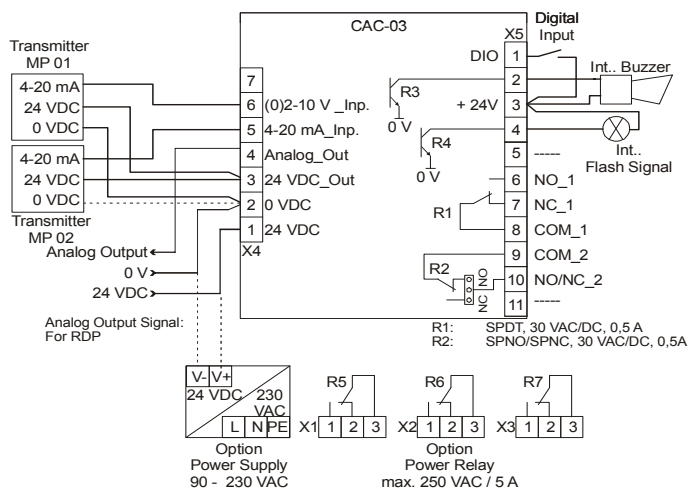 CAC-03
Digital
Input
X5
Transmitter
MP 01
4-20 mA
24 VDC
0 VDC
4-20 mA
24 VDC
0 VDC
Transmitter
MP 02
Analog Output
0 V
24 VDC
Analog Output Signal:
For RDP
7
6 (0)2-10 V _Inp.
5 4-20 mA_Inp.
4 Analog_Out
3 24 VDC_Out
2 0 VDC
1 24 VDC
X4
R3
0 V
R4
0 V
R1
R2
NO
NC
DIO 1
2
+ 24V 3
4
5 -----
6 NO_1
7 NC_1
8 COM_1
9 COM_2
10 NO/NC_2
11 -----
Int.. Buzzer
Int..
Flash Signal
R1: SPDT, 30 VAC/DC, 0,5 A
R2: SPNO/SPNC, 30 VAC/DC, 0,5A
V- V+
24 VDC
230
VAC
L N PE
Option
Power Supply
90 - 230 VAC
R5
X1 1 2 3
R6
X2 1 2 3
R7
X3 1 2 3
Option
Power Relay
max. 250 VAC / 5 A